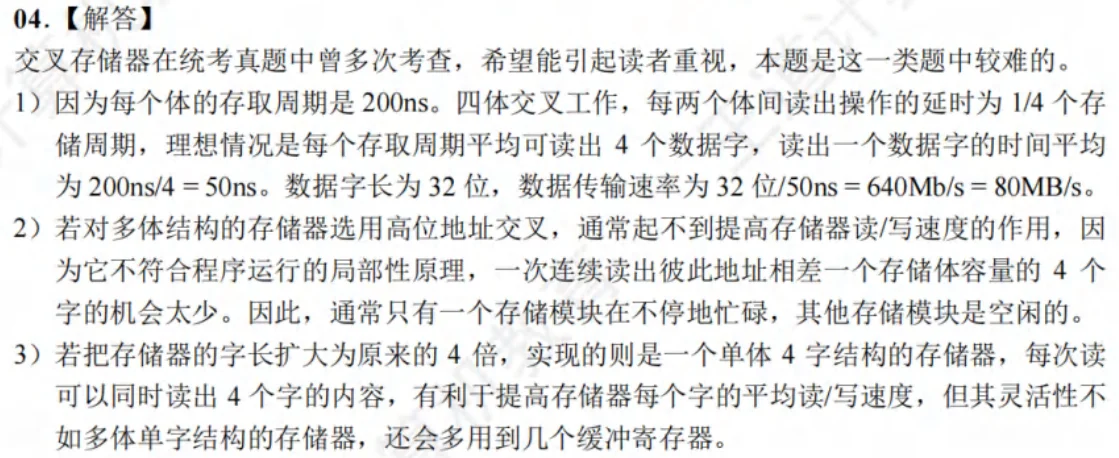 04.【解答】
交叉存储器在统考真题中曾多次考查，希望能引起读者重视，本题是这一类题中较难的。
1）因为每个体的存取周期是 200ns。四体交叉工作，每两个体间读出操作的延时为 1/4 个存
储周期，理想情况是每个存取周期平均可读出 4 个数据字，读出一个数据字的时间平均
为 200ns/4 = 50ns。数据字长为 32 位，数据传输速率为 32 位/50ns = 640Mb/s = 80MB/s。
2）若对多体结构的存储器选用高位地址交叉，通常起不到提高存储器读/写速度的作用，因
为它不符合程序运行的局部性原理，一次连续读出彼此地址相差一个存储体容量的 4 个
字的机会太少。因此，通常只有一个存储模块在不停地忙碌，其他存储模块是空闲的。
3）若把存储器的字长扩大为原来的 4 倍，实现的则是一个单体 4 字结构的存储器，每次读
可以同时读出 4 个字的内容，有利于提高存储器每个字的平均读/写速度，但其灵活性不
如多体单字结构的存储器，还会多用到几个缓冲寄存器。